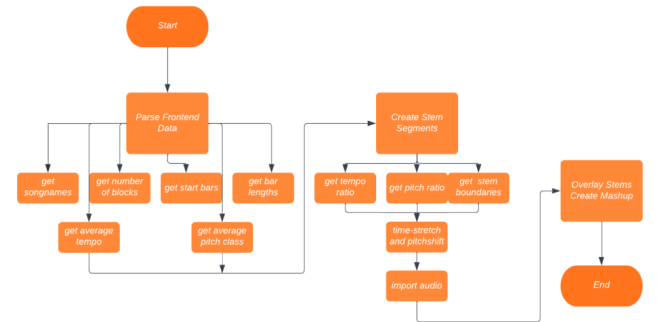 Start
Parse Frontend
Data
get
songnames
get number
of blocks
get start bars
get bar
lengths
get average
tempo
get average
pitch class
Create Stem
Segments
get tempo
ratio
get pitch ratio
get stem
boundaries
time-stretch
and pitchshift
import audio
Overlay Stems
Create Mashup
End